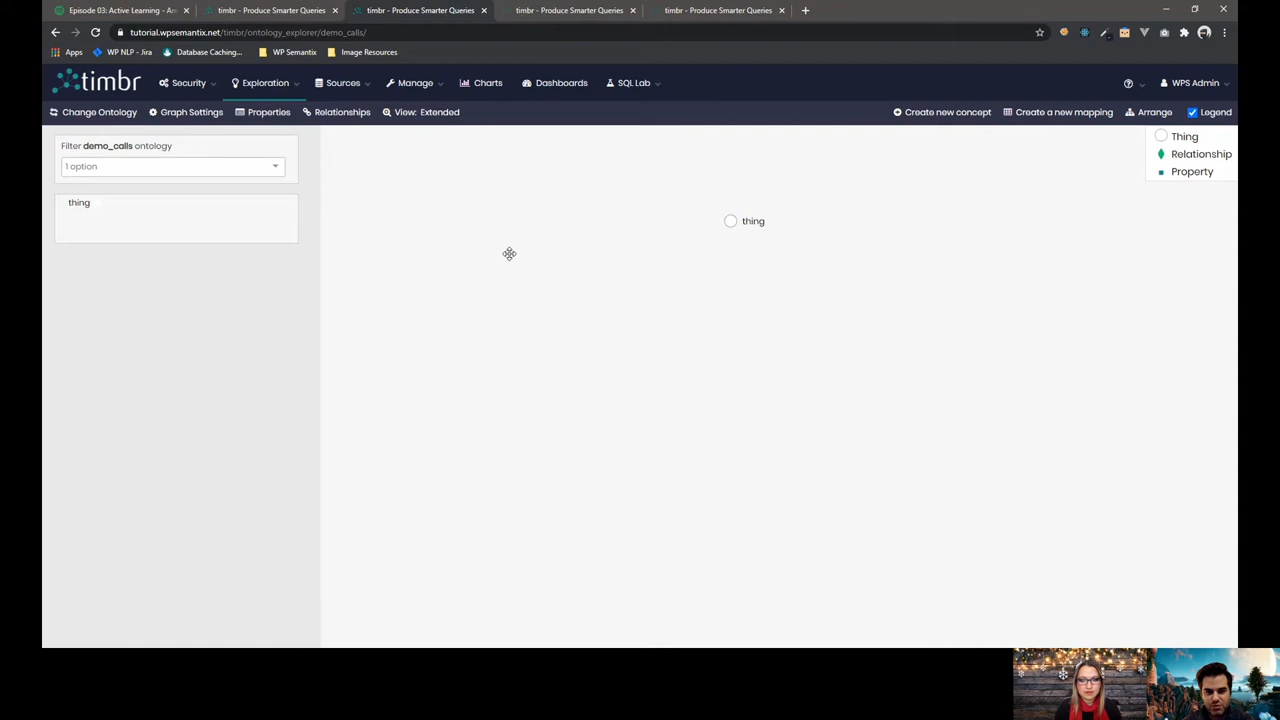 Episode 03: Active Learning - An
timbr - Produce Smarter Queries
timbr - Produce Smarter Queries
timbr - Produce Smarter Queries
timbr - Produce Smarter Queries
tutorial.wpsemantix.net/timbr/ontology_explorer/demo_calls/
Apps
WP NLP - Jira
Database Caching...
WP Semantix
Image Resources
timbr
Security
Exploration
Sources
Manage
Charts
Dashboards
SQL Lab
WPS Admin
Change Ontology
Graph Settings
Properties
Relationships
View: Extended
Create new concept
Create a new mapping
Arrange
Legend
Filter demo_calls ontology
1 option
thing
thing
Thing
Relationship
Property